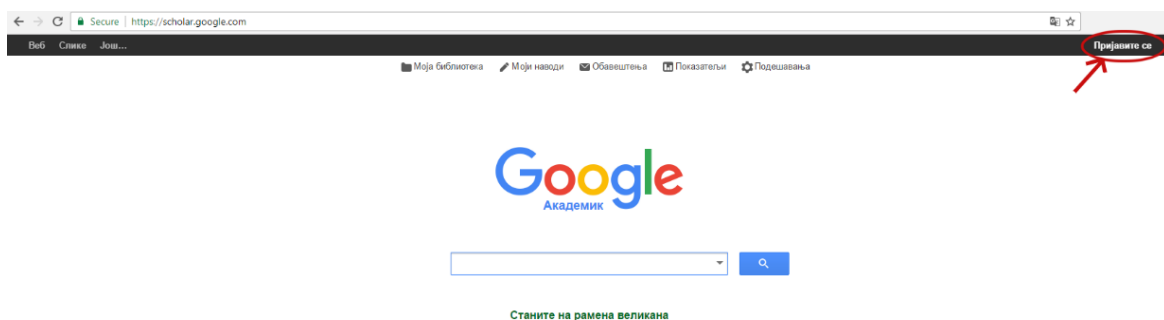 Secure | https://scholar.google.com
Веб Слике Још... Пријавите се
Моја библиотека Моји наводи Обавештења Показатељи Подешавања
Google
Академик
Станите на рамена великана